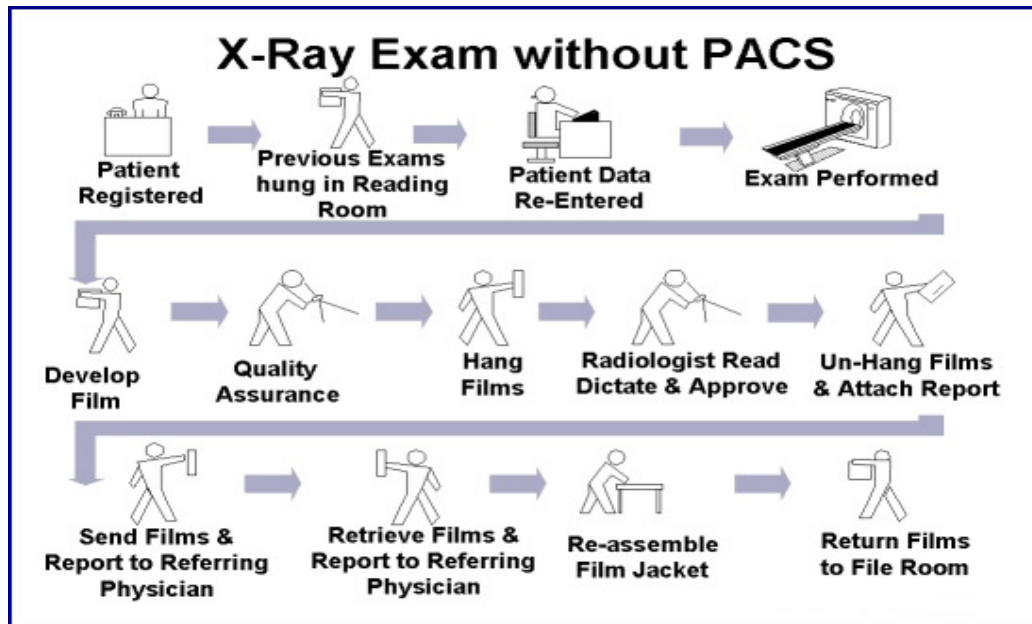 X-Ray Exam without PACS
Patient
Registered
Previous Exams
hung in Reading
Room
Patient Data
Re-Entered
Exam Performed
Develop
Film
Quality
Assurance
Hang
Films
Radiologist Read
Dictate & Approve
Un-Hang Films
& Attach Report
Send Films &
Report to Referring
Physician
Retrieve Films &
Report to Referring
Physician
Re-assemble
Film Jacket
Return Films
to File Room